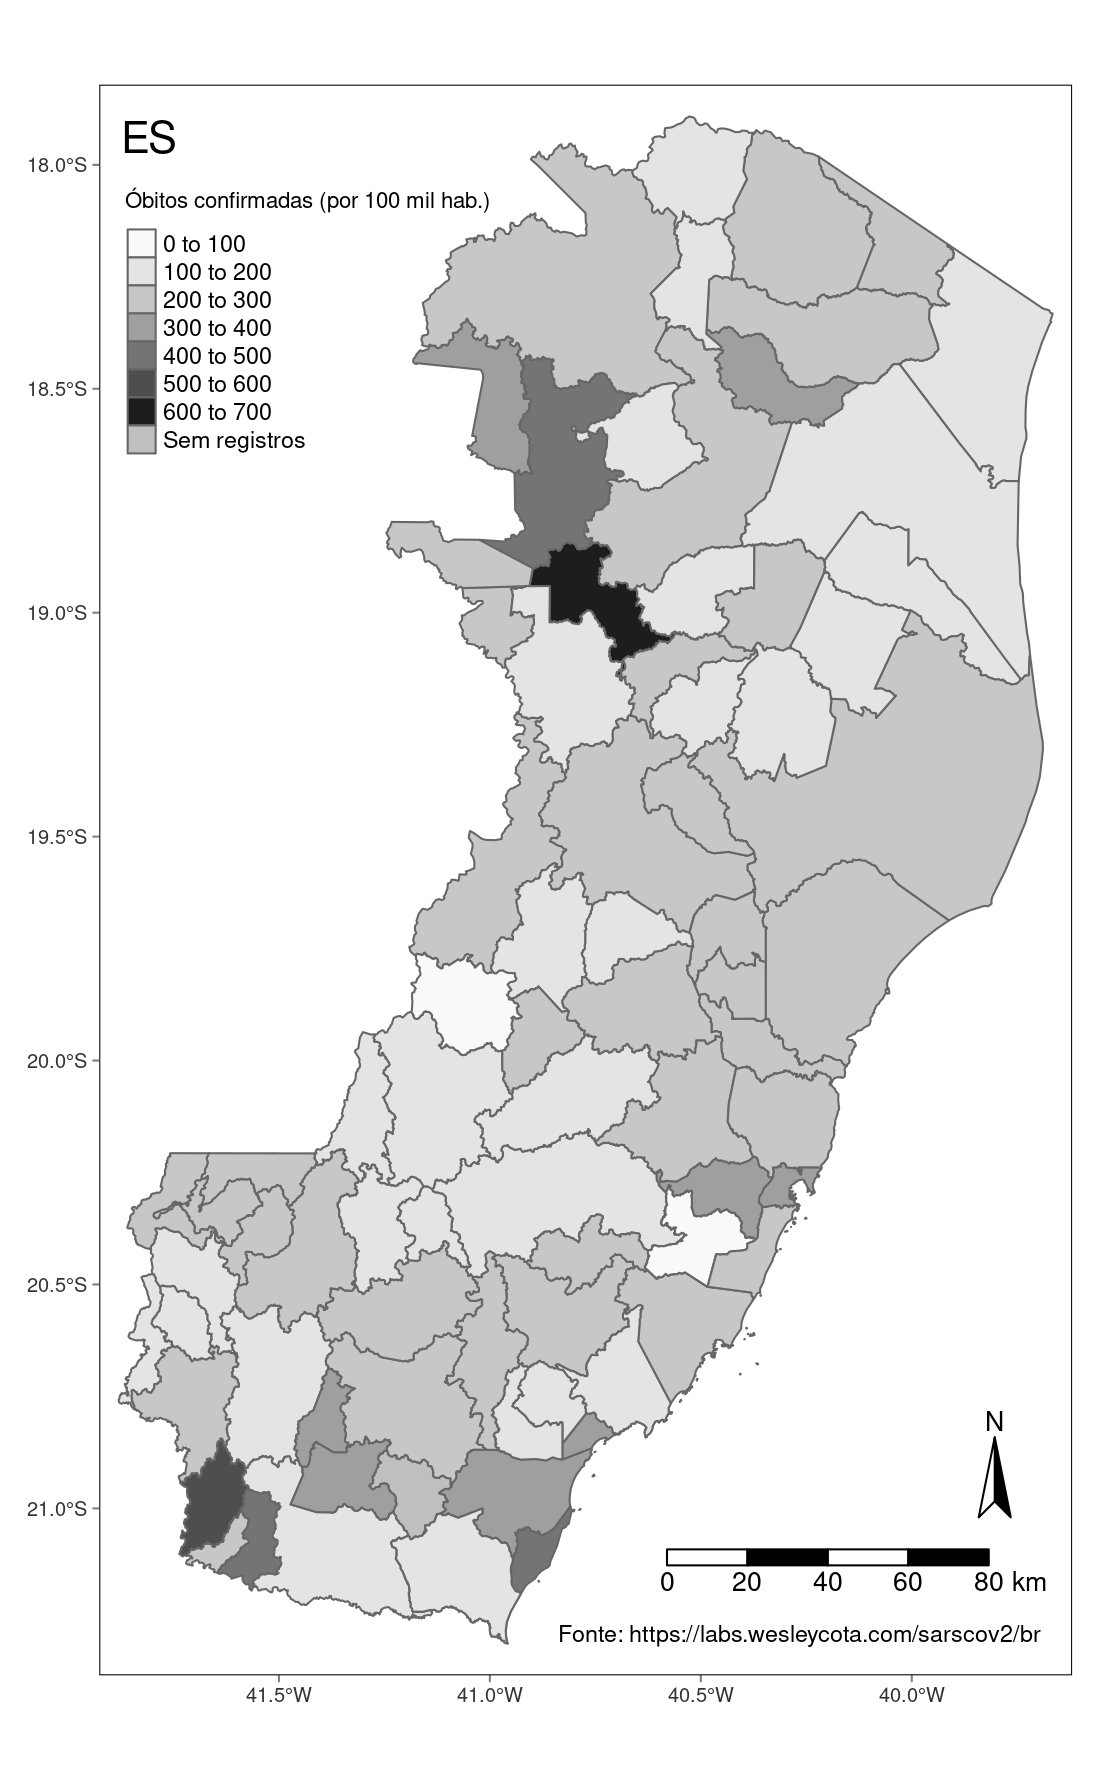 ES
Óbitos confirmadas (por 100 mil hab.)
0 to 100
100 to 200
200 to 300
300 to 400
400 to 500
500 to 600
600 to 700
Sem registros
18.0°S
18.5°S
19.0°S
19.5°S
20.0°S
20.5°S
21.0°S
N
0 20 40 60 80 km
Fonte: https://labs.wesleycota.com/sarscov2/br
41.5°W 41.0°W 40.5°W 40.0°W